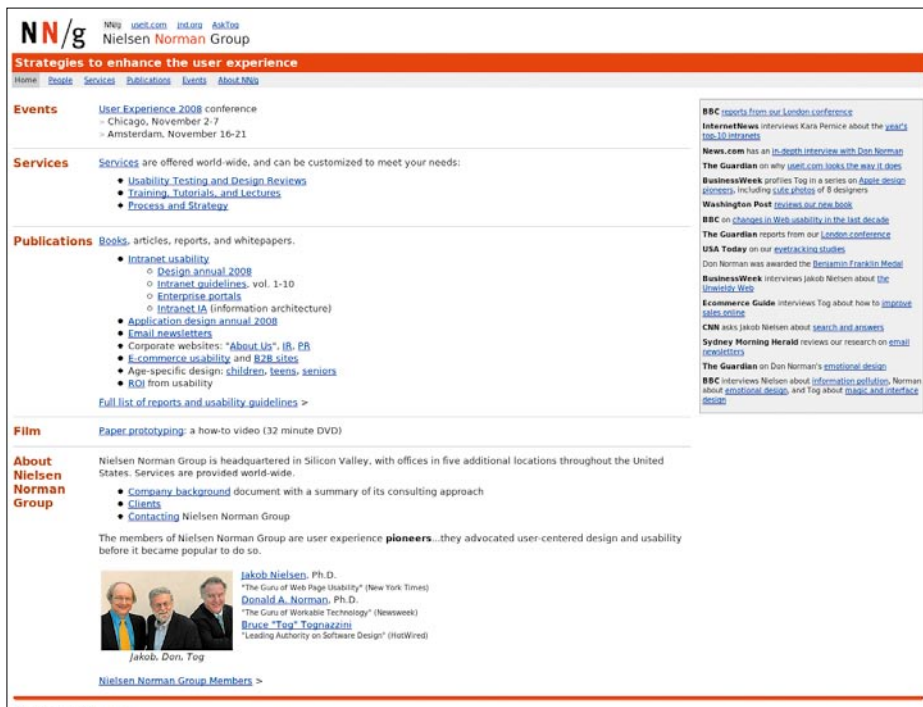 NN/g
NN/g useit.com jnd.org AskTog
Nielsen Norman Group
Strategies to enhance the user experience
Home People Services Publications Events About NN/g
Events
User Experience 2008 conference
» Chicago, November 2-7
» Amsterdam, November 16-21
Services
Services are offered world-wide, and can be customized to meet your needs:
Usability Testing and Design Reviews
Training, Tutorials, and Lectures
Process and Strategy
Publications
Books, articles, reports, and whitepapers.
Intranet usability
Design annual 2008
Intranet guidelines, vol. 1-10
Enterprise portals
Intranet IA (information architecture)
Application design annual 2008
Email newsletters
Corporate websites: "About Us", IR, PR
E-commerce usability and B2B sites
Age-specific design: children, teens, seniors
ROI from usability
Full list of reports and usability guidelines >
Film
Paper prototyping: a how-to video (32 minute DVD)
About
Nielsen
Norman
Group
Nielsen Norman Group is headquartered in Silicon Valley, with offices in five additional locations throughout the United
States. Services are provided world-wide.
Company background document with a summary of its consulting approach
Clients
Contacting Nielsen Norman Group
The members of Nielsen Norman Group are user experience pioneers...they advocated user-centered design and usability
before it became popular to do so.
Jakob Nielsen, Ph.D.
"The Guru of Web Page Usability" (New York Times)
Donald A. Norman, Ph.D.
"The Guru of Workable Technology" (Newsweek)
Bruce "Tog" Tognazzini
"Leading Authority on Software Design" (HotWired)
Jakob, Don, Tog
Nielsen Norman Group Members >
BBC reports from our London conference
InternetNews interviews Kara Pernice about the year's
top-10 intranets
News.com has an in-depth interview with Don Norman
The Guardian on why useit.com looks the way it does
BusinessWeek profiles Tog in a series on Apple design
pioneers, including cute photos of 8 designers
Washington Post reviews our new book
BBC on changes in Web usability in the last decade
The Guardian reports from our London conference
USA Today on our eyetracking studies
Don Norman was awarded the Benjamin Franklin Medal
BusinessWeek interviews Jakob Nielsen about the
Unwieldy Web
Ecommerce Guide interviews Tog about how to improve
sales online
CNN asks Jakob Nielsen about search and answers
Sydney Morning Herald reviews our research on email
newsletters
The Guardian on Don Norman's emotional design
BBC interviews Nielsen about information pollution, Norman
about emotional design, and Tog about magic and interface
design